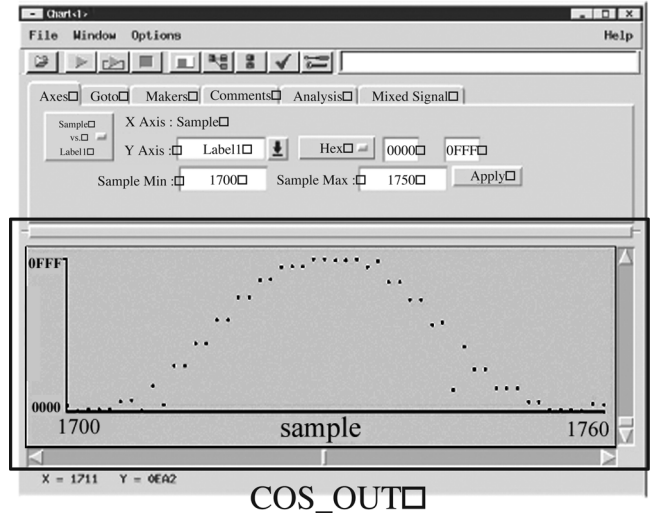 Chart<1>
File Window Options Help
Axes□ Goto□ Makers□ Comments□ Analysis□ Mixed Signal□
Sample□
vs.□
Label1□
X Axis : Sample□
Y Axis :□ Label1□ Hex□ 0000□ 0FFF□
Sample Min :□ 1700□ Sample Max :□ 1750□ Apply□
0FFF
0000
1700 sample 1760
X = 1711 Y = 0EA2
COS_OUT□